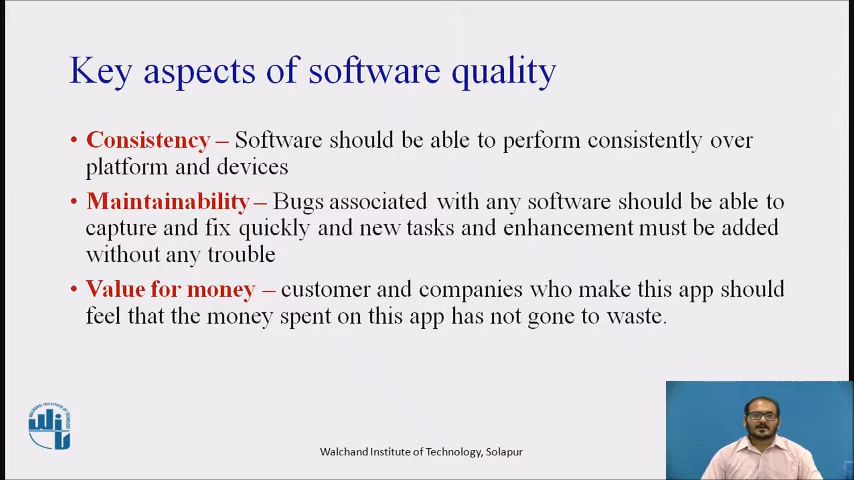 Key aspects of software quality
• Consistency – Software should be able to perform consistently over
platform and devices
• Maintainability – Bugs associated with any software should be able to
capture and fix quickly and new tasks and enhancement must be added
without any trouble
• Value for money – customer and companies who make this app should
feel that the money spent on this app has not gone to waste.
Walchand Institute of Technology, Solapur